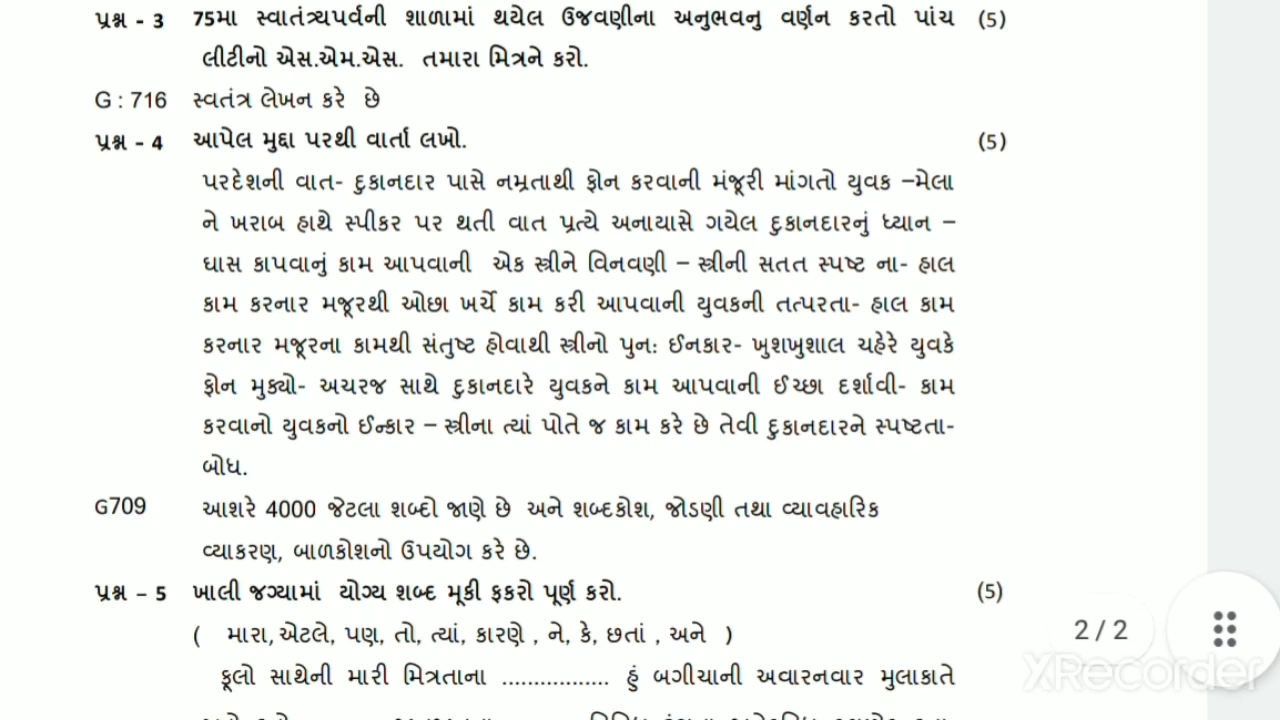 પ્રશ્ન - 3 75મા સ્વાતંત્ર્યપર્વની શાળામાં થયેલ ઉજવણીના અનુભવનુ વર્ણન કરતો પાંચ (5)
લીટીનો એસ.એમ.એસ. તમારા મિત્રને કરો.
G : 716 સ્વતંત્ર લેખન કરે છે
પ્રશ્ન - 4 આપેલ મુદ્દા પરથી વાર્તા લખો. (5)
પરદેશની વાત- દુકાનદાર પાસે નમ્રતાથી ફોન કરવાની મંજૂરી માંગતો યુવક –મેલા
ને ખરાબ હાથે સ્પીકર પર થતી વાત પ્રત્યે અનાયાસે ગયેલ દુકાનદારનું ધ્યાન –
ઘાસ કાપવાનું કામ આપવાની એક સ્ત્રીને વિનવણી – સ્ત્રીની સતત સ્પષ્ટ ના- હાલ
કામ કરનાર મજૂરથી ઓછા ખર્ચે કામ કરી આપવાની યુવકની તત્પરતા- હાલ કામ
કરનાર મજૂરના કામથી સંતુષ્ટ હોવાથી સ્ત્રીનો પુન: ઈનકાર- ખુશખુશાલ ચહેરે યુવકે
ફોન મુક્યો- અચરજ સાથે દુકાનદારે યુવકને કામ આપવાની ઈચ્છા દર્શાવી- કામ
કરવાનો યુવકનો ઈન્કાર – સ્ત્રીના ત્યાં પોતે જ કામ કરે છે તેવી દુકાનદારને સ્પષ્ટતા-
બોધ.
G709 આશરે 4000 જેટલા શબ્દો જાણે છે અને શબ્દકોશ, જોડણી તથા વ્યાવહારિક
વ્યાકરણ, બાળકોશનો ઉપયોગ કરે છે.
પ્રશ્ન – 5 ખાલી જગ્યામાં યોગ્ય શબ્દ મૂકી ફકરો પૂર્ણ કરો. (5)
( મારા, એટલે, પણ, તો, ત્યાં, કારણે , ને, કે, છતાં , અને )
2 / 2
XRecorder
ફૂલો સાથેની મારી મિત્રતાના ................. હું બગીચાની અવારનવાર મુલાકાતે